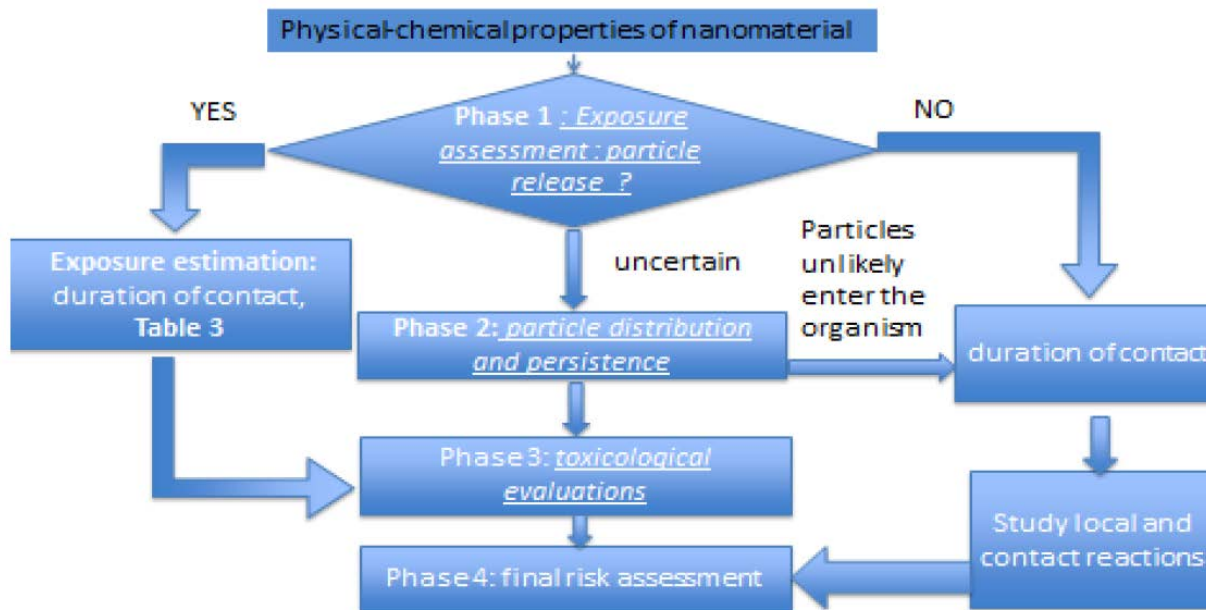 Physical-chemical properties of nanomaterial
YES
NO
Phase 1 : Exposure
assessment : particle
release ?
Exposure estimation:
duration of contact,
Table 3
uncertain
Particles
unlikely
enter the
organism
Phase 2: particle distribution
and persistence
duration of contact
Phase 3: toxicological
evaluations
Study local and
contact reactions
Phase 4: final risk assessment